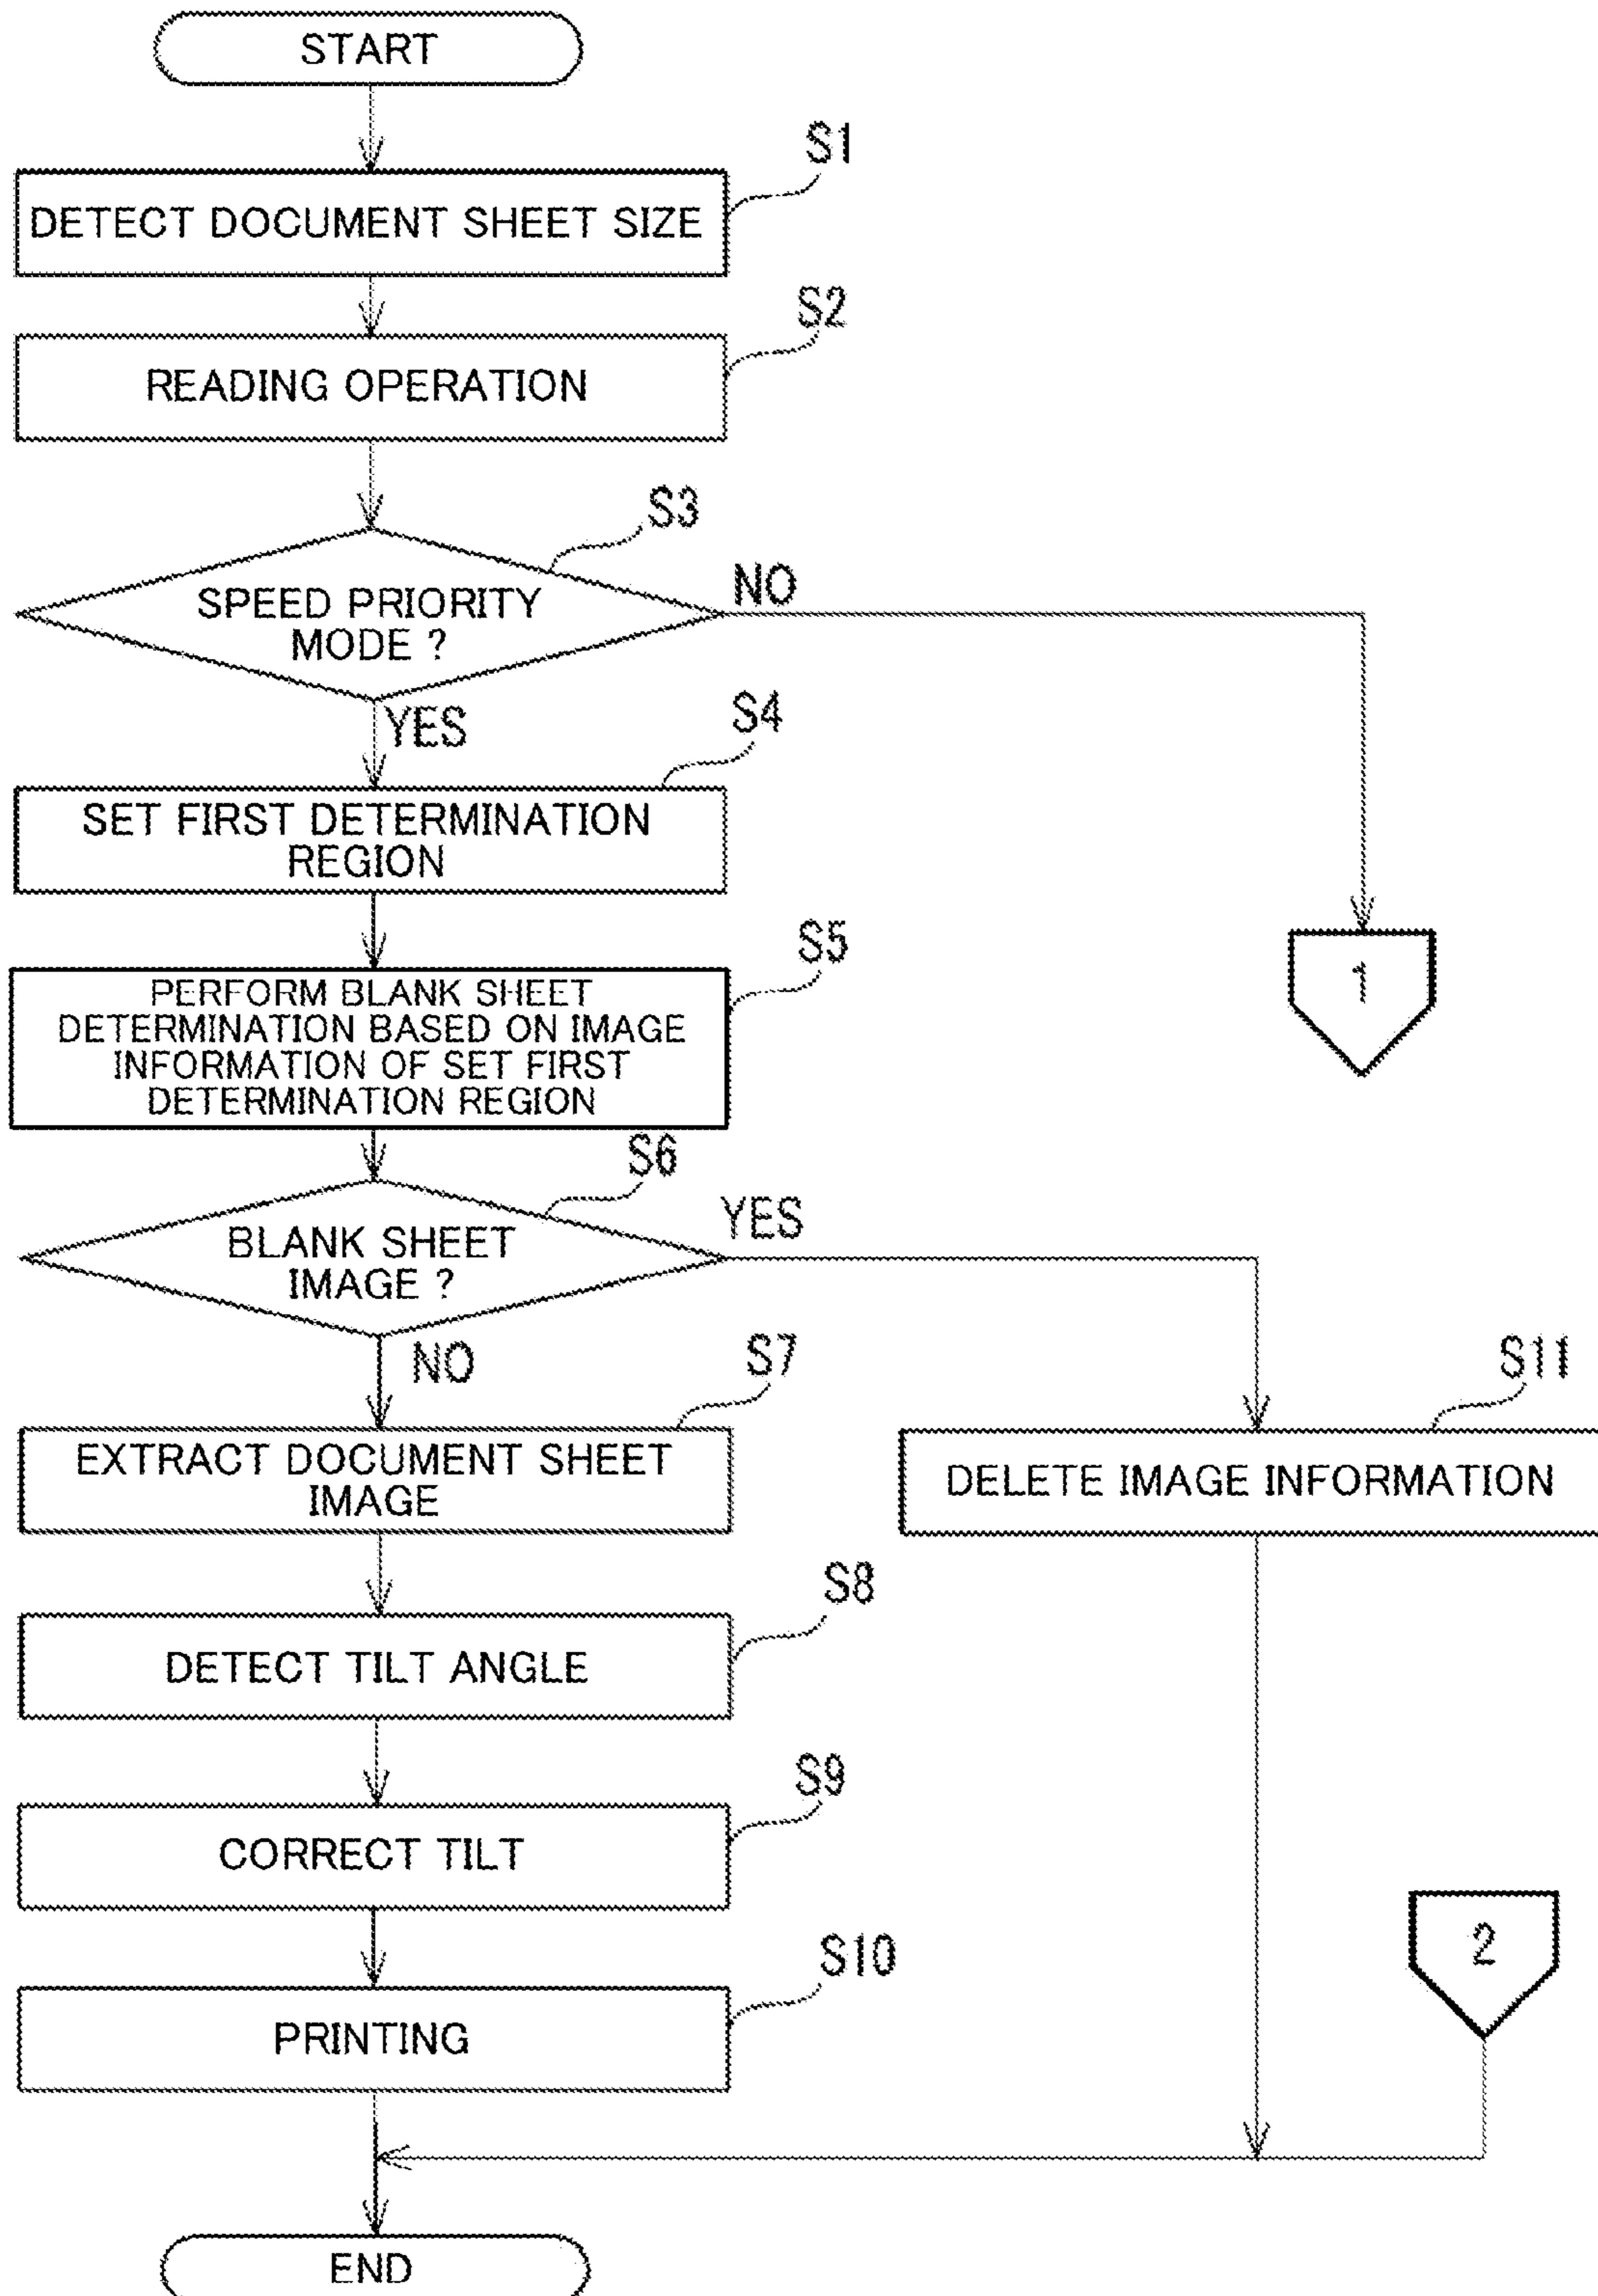 START
S1
DETECT DOCUMENT SHEET SIZE
S2
READING OPERATION
S3
SPEED PRIORITY
MODE ?
NO
YES
S4
SET FIRST DETERMINATION
REGION
1
S5
PERFORM BLANK SHEET
DETERMINATION BASED ON IMAGE
INFORMATION OF SET FIRST
DETERMINATION REGION
S6
BLANK SHEET
IMAGE ?
YES
NO
S7
EXTRACT DOCUMENT SHEET
IMAGE
S11
DELETE IMAGE INFORMATION
S8
DETECT TILT ANGLE
S9
CORRECT TILT
2
S10
PRINTING
END